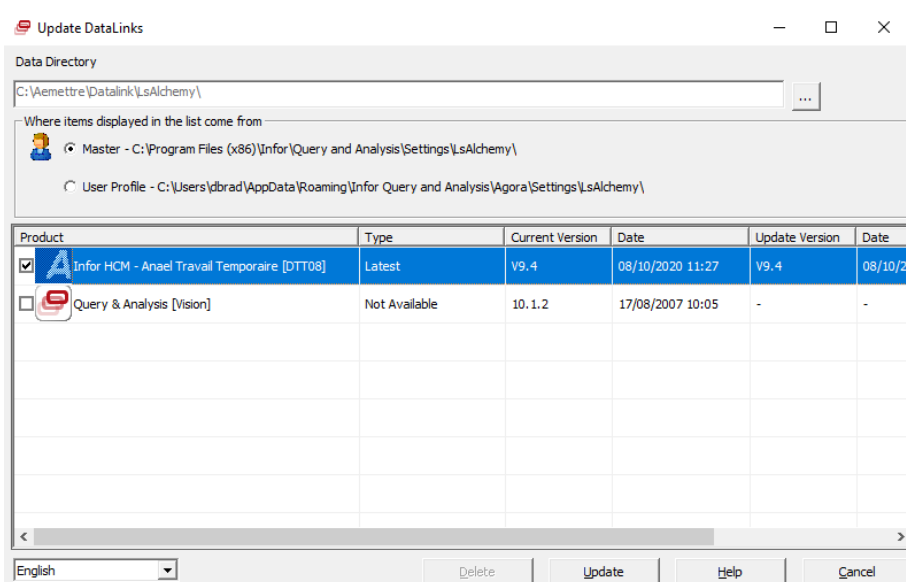 Update DataLinks
Data Directory
C:\Aemettre\Datalink\LsAlchemy\
...
Where items displayed in the list come from
Master - C:\Program Files (x86)\Infor\Query and Analysis\Settings\LsAlchemy\
User Profile - C:\Users\dbrad\AppData\Roaming\Infor Query and Analysis\Agora\Settings\LsAlchemy\
Product Type Current Version Date Update Version Date
Infor HCM - Anael Travail Temporaire [DTT08] Latest V9.4 08/10/2020 11:27 V9.4 08/10/2
Query & Analysis [Vision] Not Available 10.1.2 17/08/2007 10:05 - -
English Delete Update Help Cancel